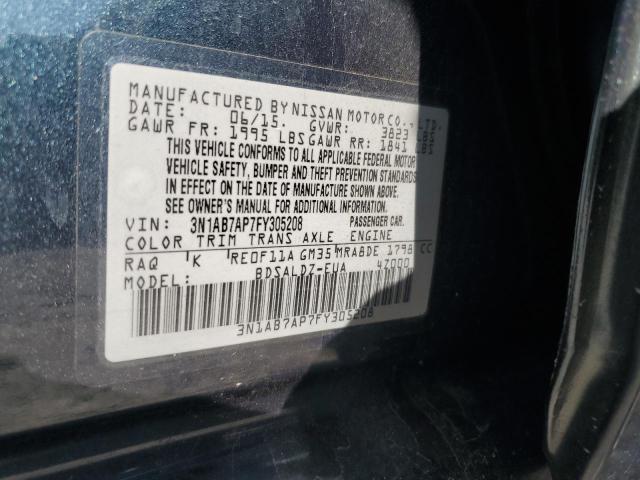 MANUFACTURED BY NISSAN MOTOR CO., LTD.
DATE: 06/15. GVWR: 3823 LBS
GAWR FR: 1995 LBS GAWR RR: 1841 LBS
THIS VEHICLE CONFORMS TO ALL APPLICABLE FEDERAL MOTOR
VEHICLE SAFETY, BUMPER AND THEFT PREVENTION STANDARDS
IN EFFECT ON THE DATE OF MANUFACTURE SHOWN ABOVE.
SEE OWNER'S MANUAL FOR ADDITIONAL INFORMATION.
VIN: 3N1AB7AP7FY305208 PASSENGER CAR.
COLOR TRIM TRANS AXLE ENGINE
RAQ K RE0F11A GM35 MRA8DE 1798 CC
MODEL: BDSALDZ-EUA 4Z000
3N1AB7AP7FY305208